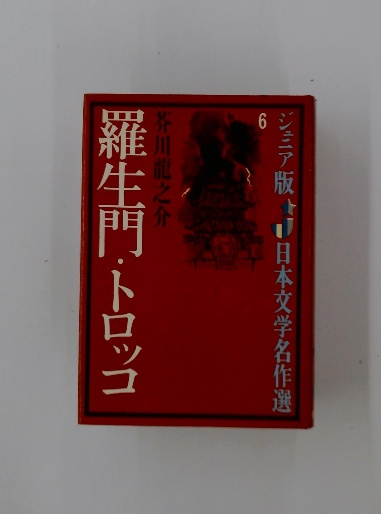 ジュニア版 日本文学名作選
6
芥川龍之介
羅生門・トロッコ